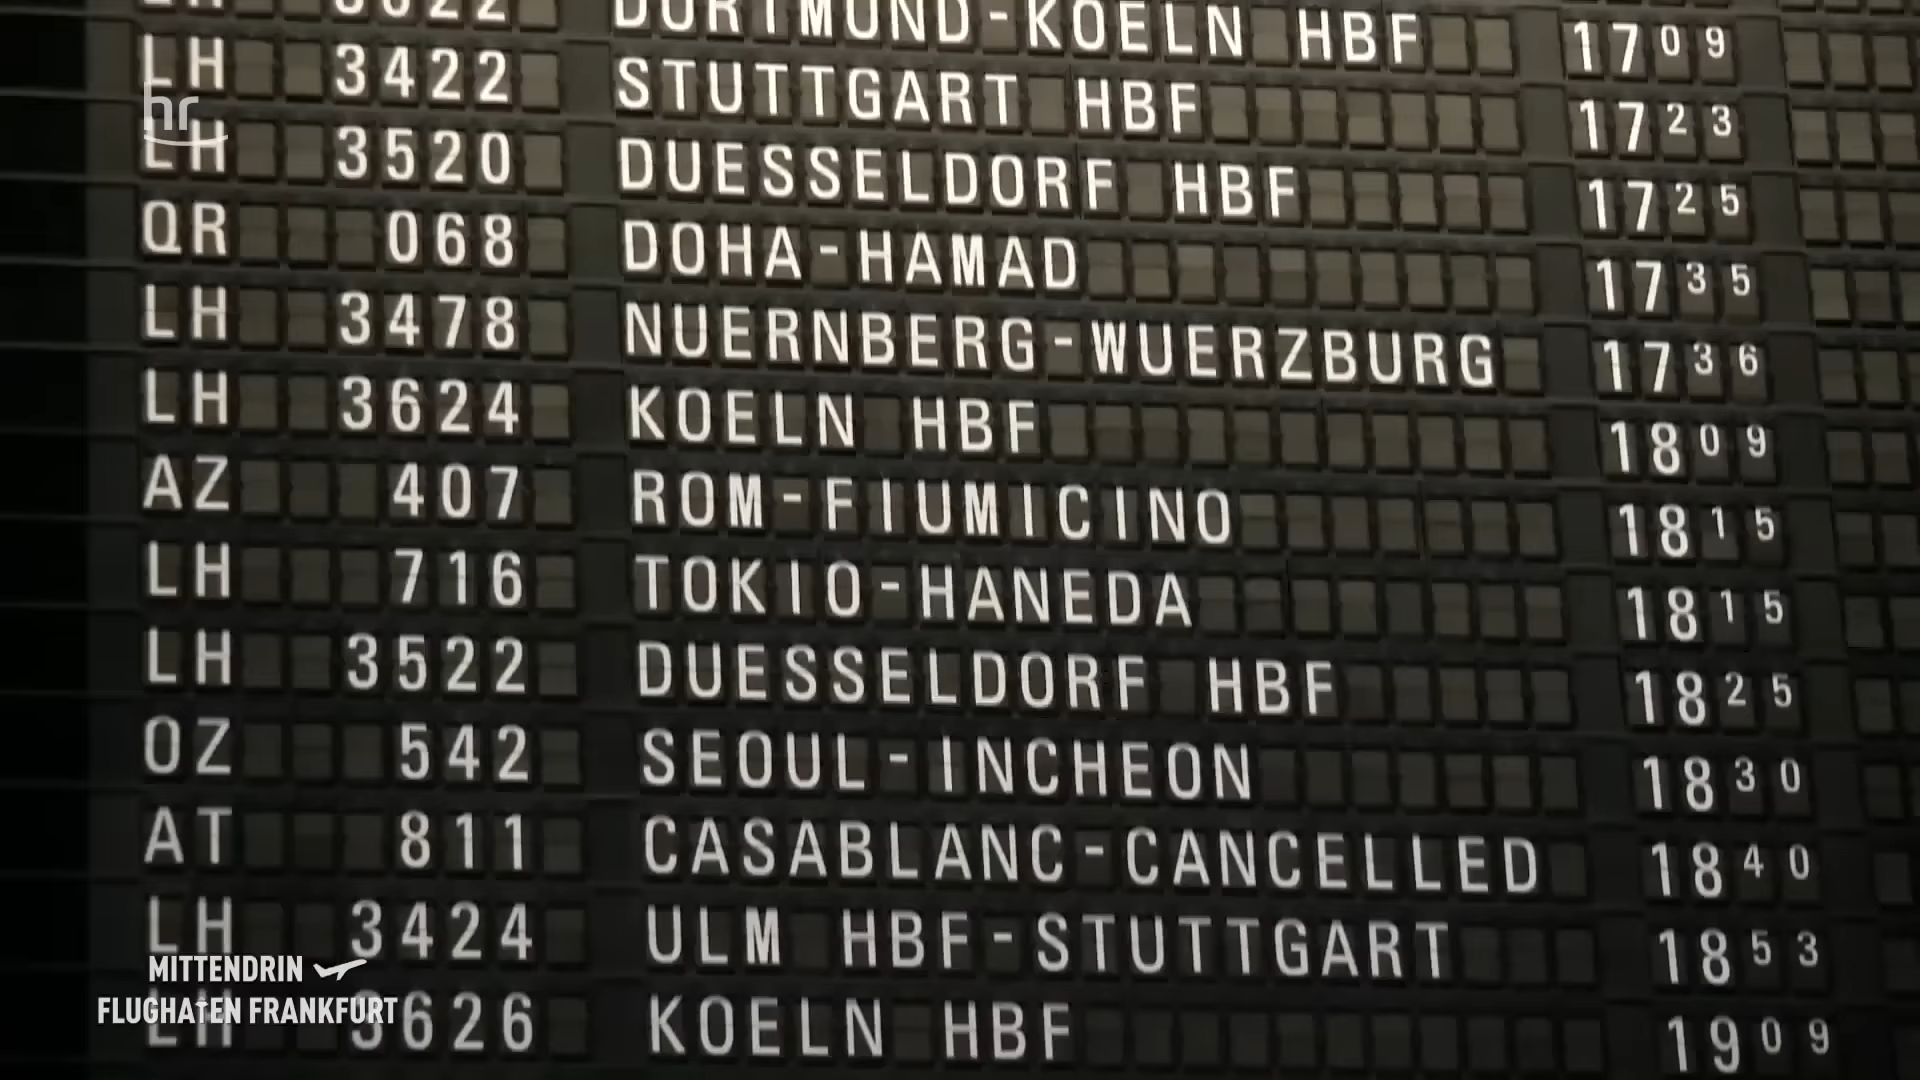 3622 DORTMUND-KOELN HBF 1709
LH 3422 STUTTGART HBF 1723
hr
LH 3520 DUESSELDORF HBF 1725
QR 068 DOHA-HAMAD 1735
LH 3478 NUERNBERG-WUERZBURG 1736
LH 3624 KOELN HBF 1809
AZ 407 ROM-FIUMICINO 1815
LH 716 TOKIO-HANEDA 1815
LH 3522 DUESSELDORF HBF 1825
OZ 542 SEOUL-INCHEON 1830
AT 811 CASABLANC-CANCELLED 1840
LH 3424 ULM HBF-STUTTGART 1853
MITTENDRIN
FLUGHAFEN FRANKFURT
LH 3626 KOELN HBF 1909